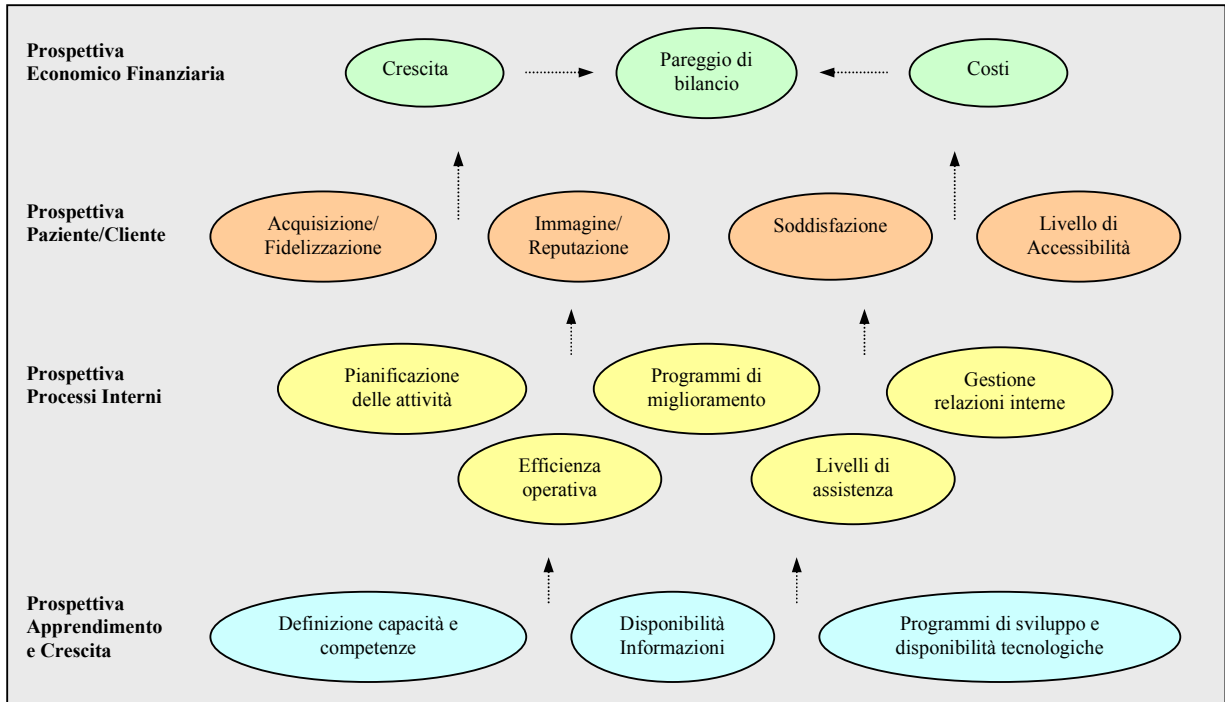 Prospettiva
Economico Finanziaria
Crescita
Pareggio di
bilancio
Costi
Prospettiva
Paziente/Cliente
Acquisizione/
Fidelizzazione
Immagine/
Reputazione
Soddisfazione
Livello di
Accessibilità
Prospettiva
Processi Interni
Pianificazione
delle attività
Programmi di
miglioramento
Gestione
relazioni interne
Efficienza
operativa
Livelli di
assistenza
Prospettiva
Apprendimento
e Crescita
Definizione capacità e
competenze
Disponibilità
Informazioni
Programmi di sviluppo e
disponibilità tecnologiche